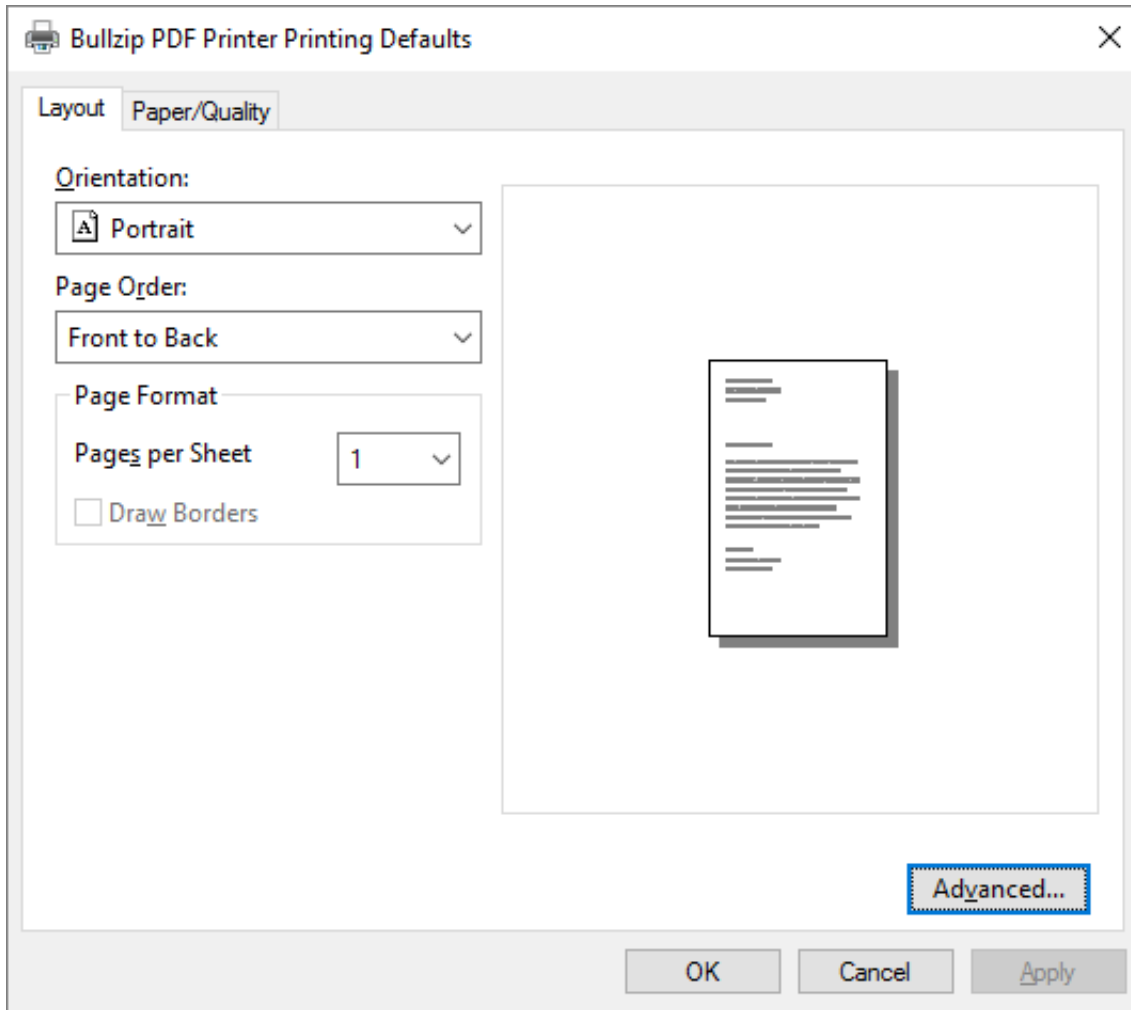 Bullzip PDF Printer Printing Defaults
Layout
Paper/Quality
Orientation:
A Portrait
Page Order:
Front to Back
Page Format
Pages per Sheet
1
Draw Borders
Advanced...
OK
Cancel
Apply